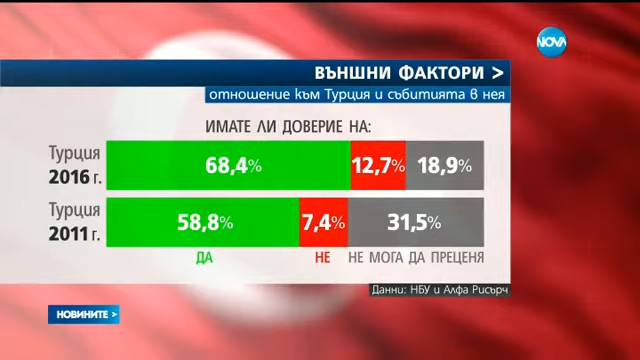 NOVA
ВЪНШНИ ФАКТОРИ >
отношение към Турция и събитията в нея
ИМАТЕ ЛИ ДОВЕРИЕ НА:
Турция
2016 г.
68,4% 12,7% 18,9%
Турция
2011 г.
58,8% 7,4% 31,5%
ДА НЕ НЕ МОГА ДА ПРЕЦЕНЯ
Данни: НБУ и Алфа Рисърч
НОВИНИТЕ >